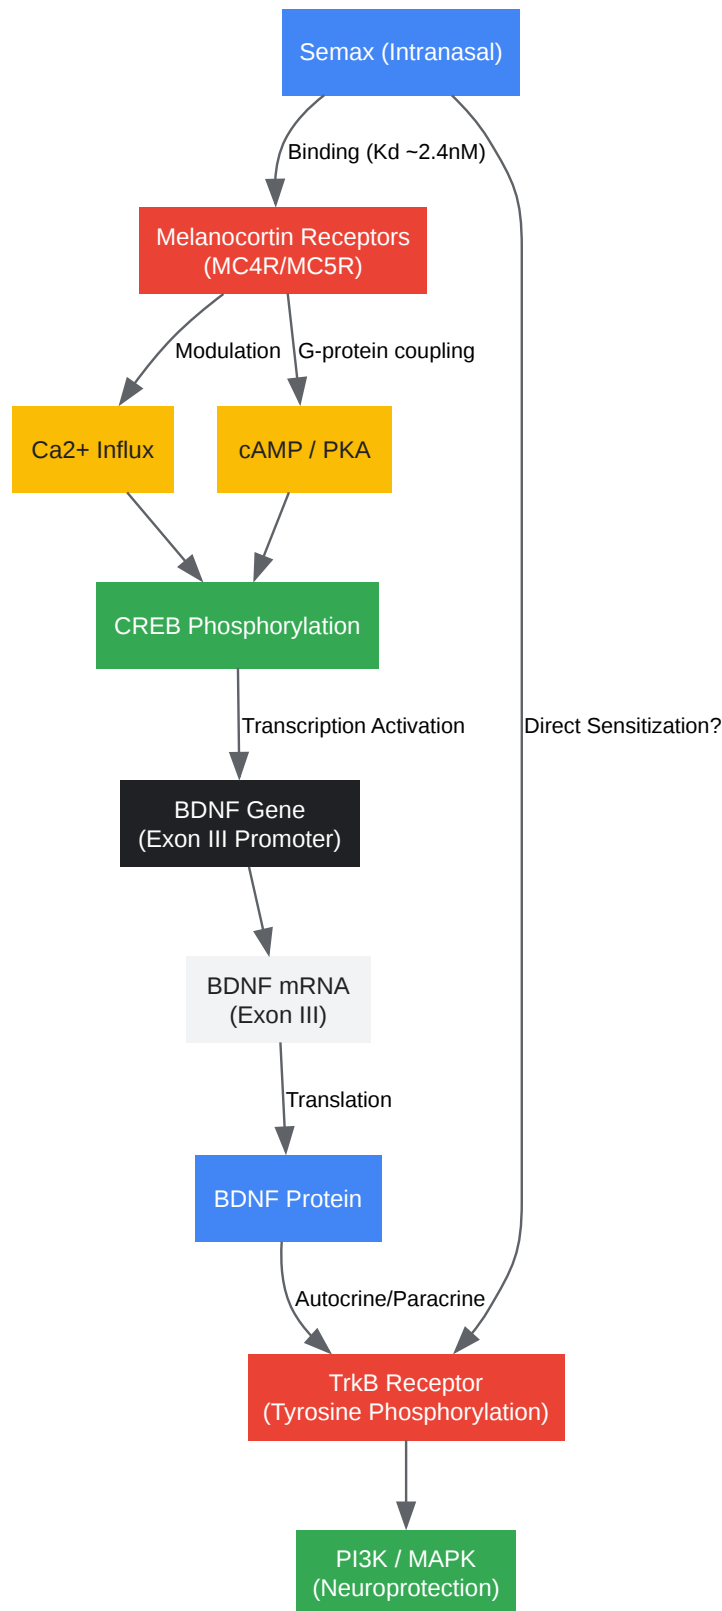 Semax (Intranasal)
Binding (Kd ~2.4nM)
Melanocortin Receptors
(MC4R/MC5R)
Modulation
G-protein coupling
Ca2+ Influx
cAMP / PKA
CREB Phosphorylation
Transcription Activation
Direct Sensitization?
BDNF Gene
(Exon III Promoter)
BDNF mRNA
(Exon III)
Translation
BDNF Protein
Autocrine/Paracrine
TrkB Receptor
(Tyrosine Phosphorylation)
PI3K / MAPK
(Neuroprotection)